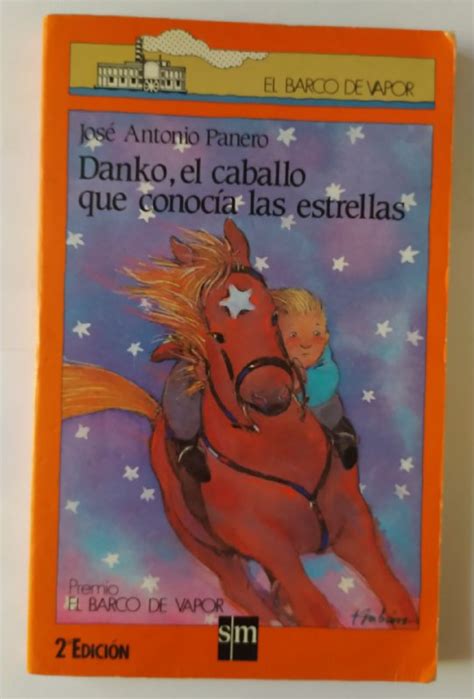 EL BARCO DE VAPOR
José Antonio Panero
Danko, el caballo
que conocía las estrellas
Premio
EL BARCO DE VAPOR
2ª EDICIÓN
sm